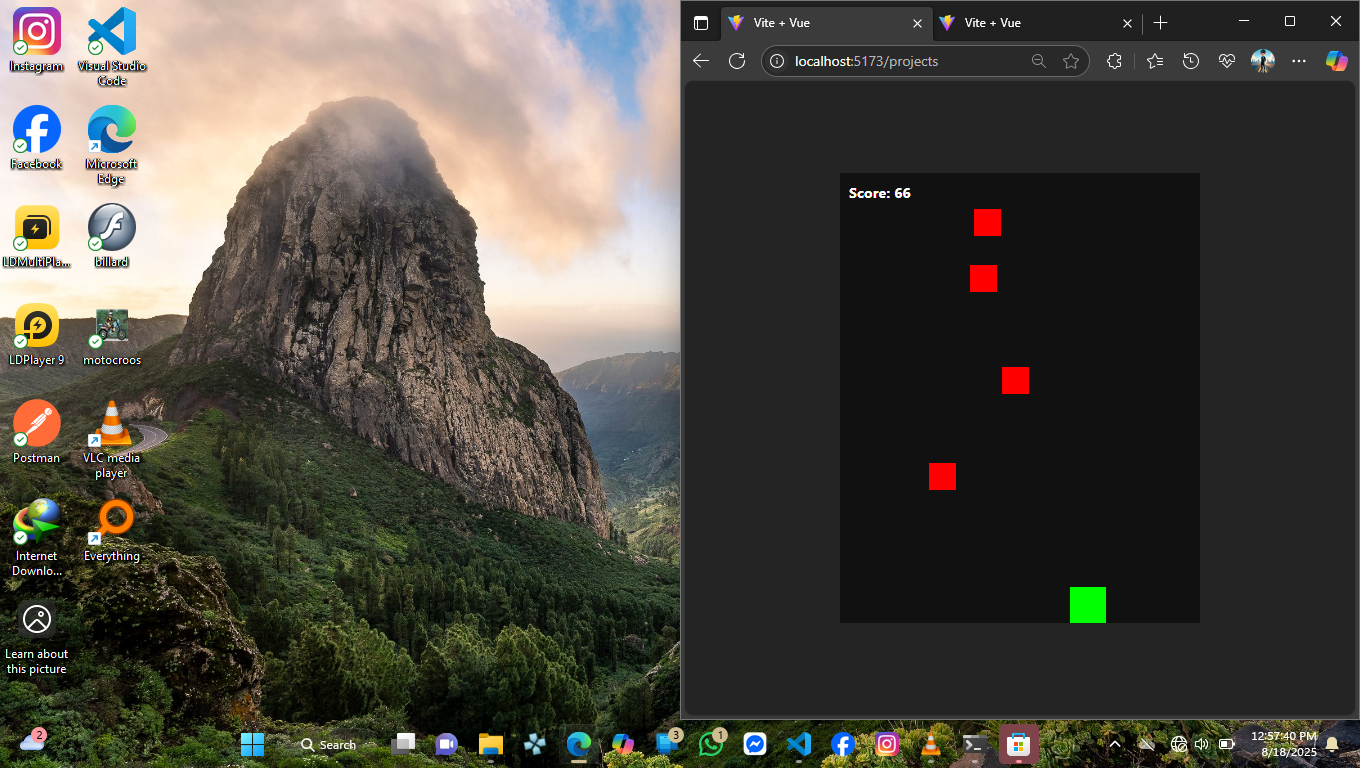 Instagram
Visual Studio
Code
Facebook
Microsoft
Edge
LDMultiPla...
billard
LDPlayer 9
motocroos
Postman
VLC media
player
Internet
Downlo...
Everything
Learn about
this picture
Vite + Vue
Vite + Vue
localhost:5173/projects
Score: 66
2
Search
3
1
12:57:40 PM
8/18/2025